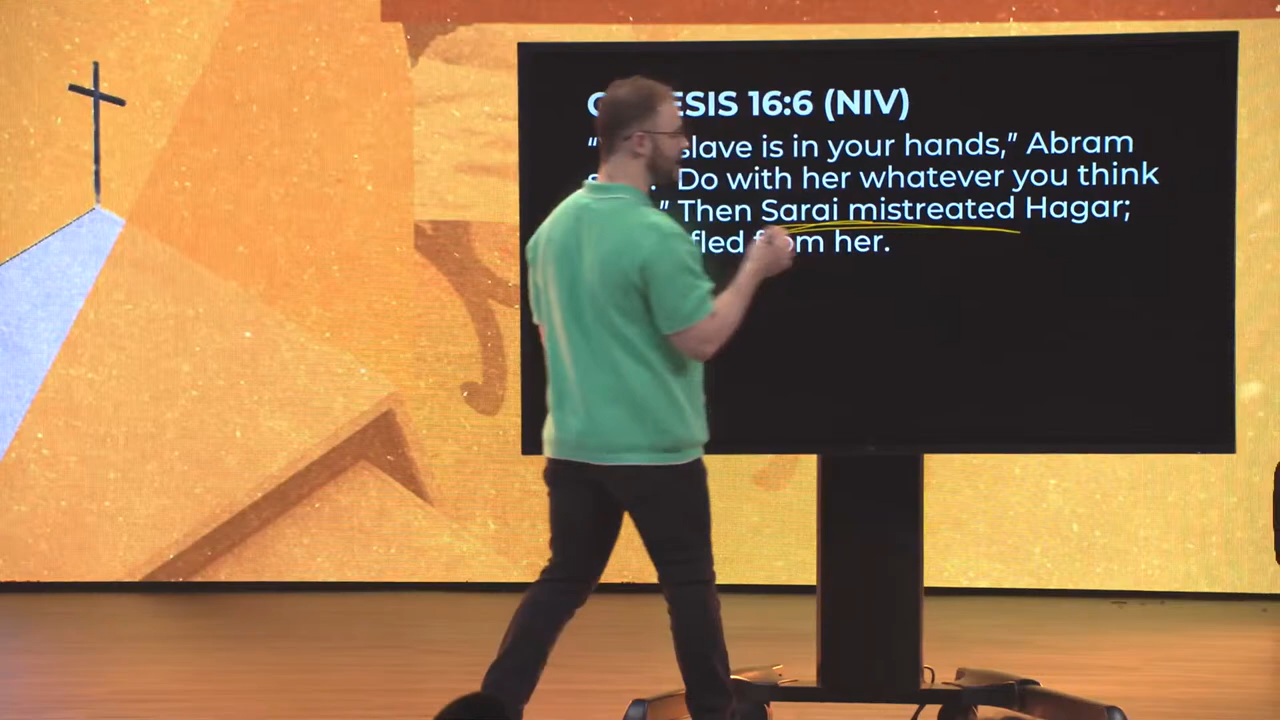 ESIS 16:6 (NIV)
“ slave is in your hands,” Abram
Do with her whatever you think
” Then Sarai mistreated Hagar;
fled from her.